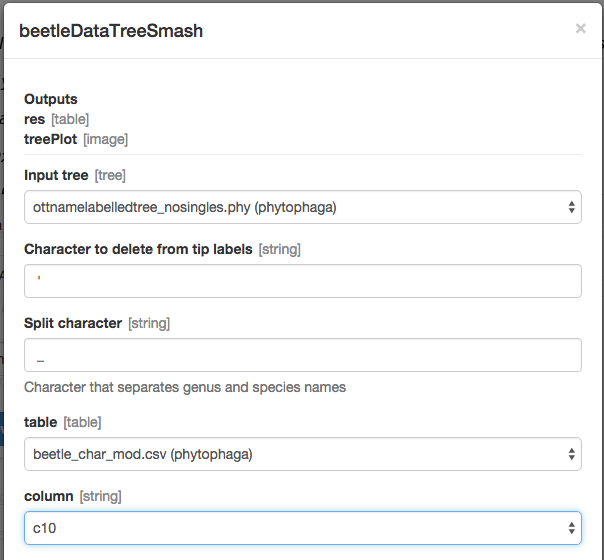 beetleDataTreeSmash ×
Outputs
res [table]
treePlot [image]
Input tree [tree]
ottnamelabelledtree_nosingles.phy (phytophaga)
Character to delete from tip labels [string]
'
Split character [string]
_
Character that separates genus and species names
table [table]
beetle_char_mod.csv (phytophaga)
column [string]
c10